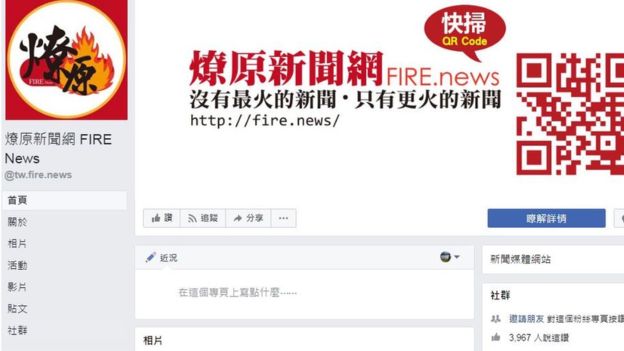 燎原
FIRE
快掃
QR Code
燎原新聞網FIRE.news
沒有最火的新聞・只有更火的新聞
http://fire.news/
燎原新聞網 FIRE
News
@tw.fire.news
首頁
關於
相片
活動
影片
貼文
社群
讚 追蹤 分享 ...
瞭解詳情
近況
在這個專頁上寫點什麼……
相片
新聞媒體網站
社群
邀請朋友 對這個粉絲專頁按讚
3,967 人說這讚